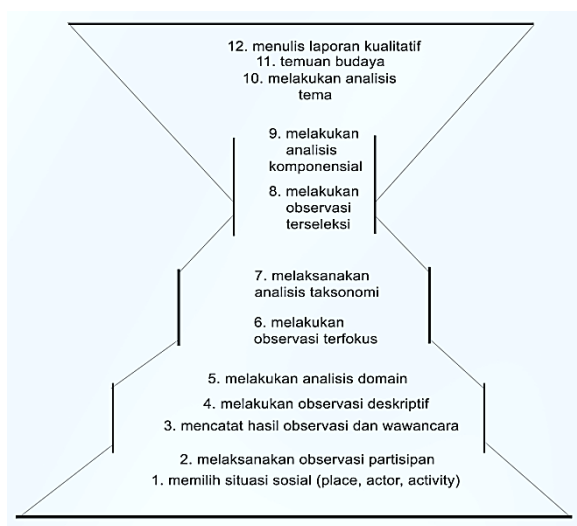 12. menulis laporan kualitatif
11. temuan budaya
10. melakukan analisis
tema
9. melakukan
analisis
komponensial
8. melakukan
observasi
terseleksi
7. melaksanakan
analisis taksonomi
6. melakukan
observasi terfokus
5. melakukan analisis domain
4. melakukan observasi deskriptif
3. mencatat hasil observasi dan wawancara
2. melaksanakan observasi partisipan
1. memilih situasi sosial (place, actor, activity)